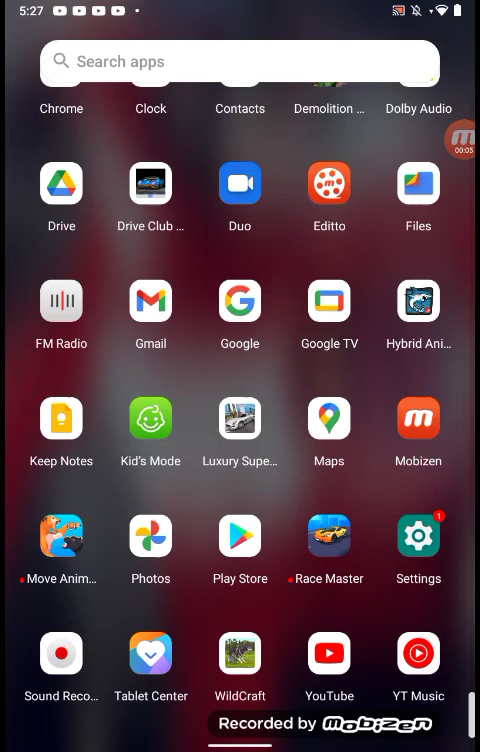 5:27
Search apps
Chrome Clock Contacts Demolition ... Dolby Audio
00:05
Drive Drive Club ... Duo Editto Files
FM Radio Gmail Google Google TV Hybrid Ani...
Keep Notes Kid's Mode Luxury Supe... Maps Mobizen
1
Move Anim... Photos Play Store Race Master Settings
Sound Reco... Tablet Center WildCraft YouTube YT Music
Recorded by mobizen